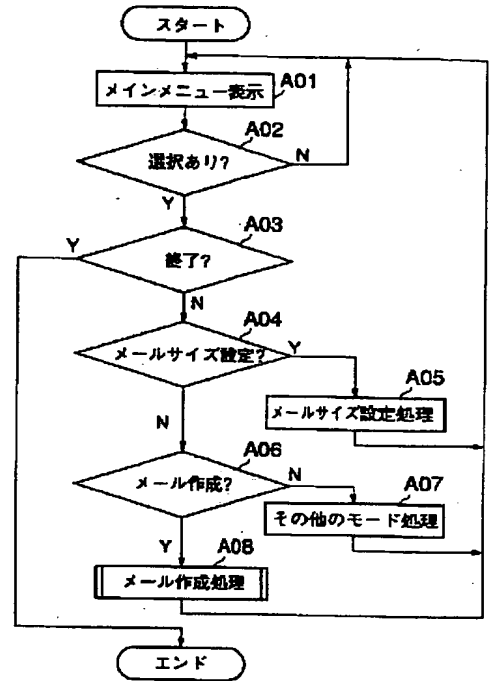 スタート
メインメニュー表示
A01
A02
選択あり?
N
Y
A03
Y
終了?
N
A04
メールサイズ設定?
Y
A05
メールサイズ設定処理
N
A06
メール作成?
N
A07
その他のモード処理
Y
A08
メール作成処理
エンド